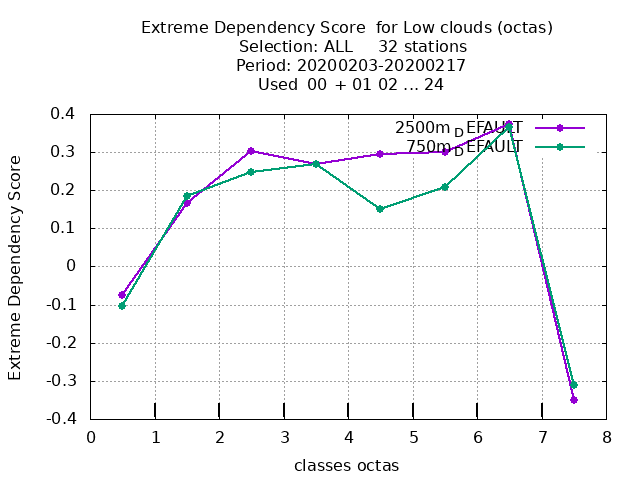 Extreme Dependency Score  for Low clouds (octas)
Selection: ALL     32 stations
Period: 20200203-20200217
Used  00 + 01 02 ... 24
2500m_DEFAULT
750m_DEFAULT
0.4
0.3
0.2
0.1
0
-0.1
-0.2
-0.3
-0.4
Extreme Dependency Score
0 1 2 3 4 5 6 7 8
classes octas